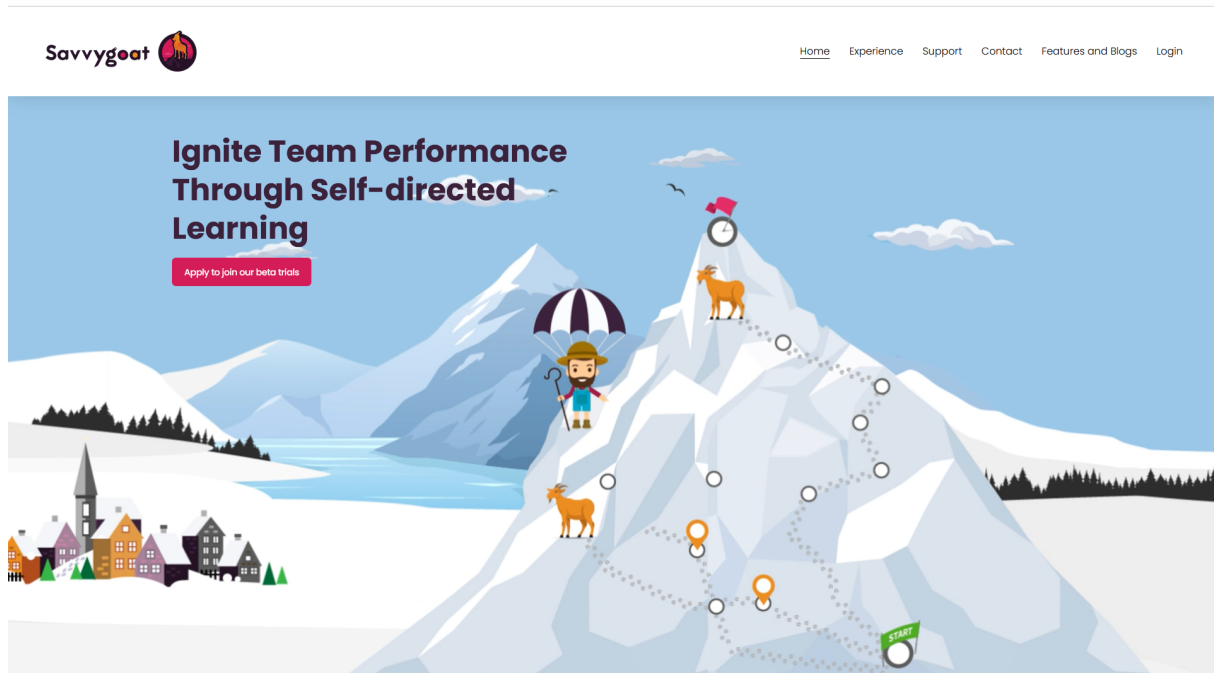 Savvygoat
Home Experience Support Contact Features and Blogs Login
Ignite Team Performance
Through Self-directed
Learning
Apply to join our beta trials
START